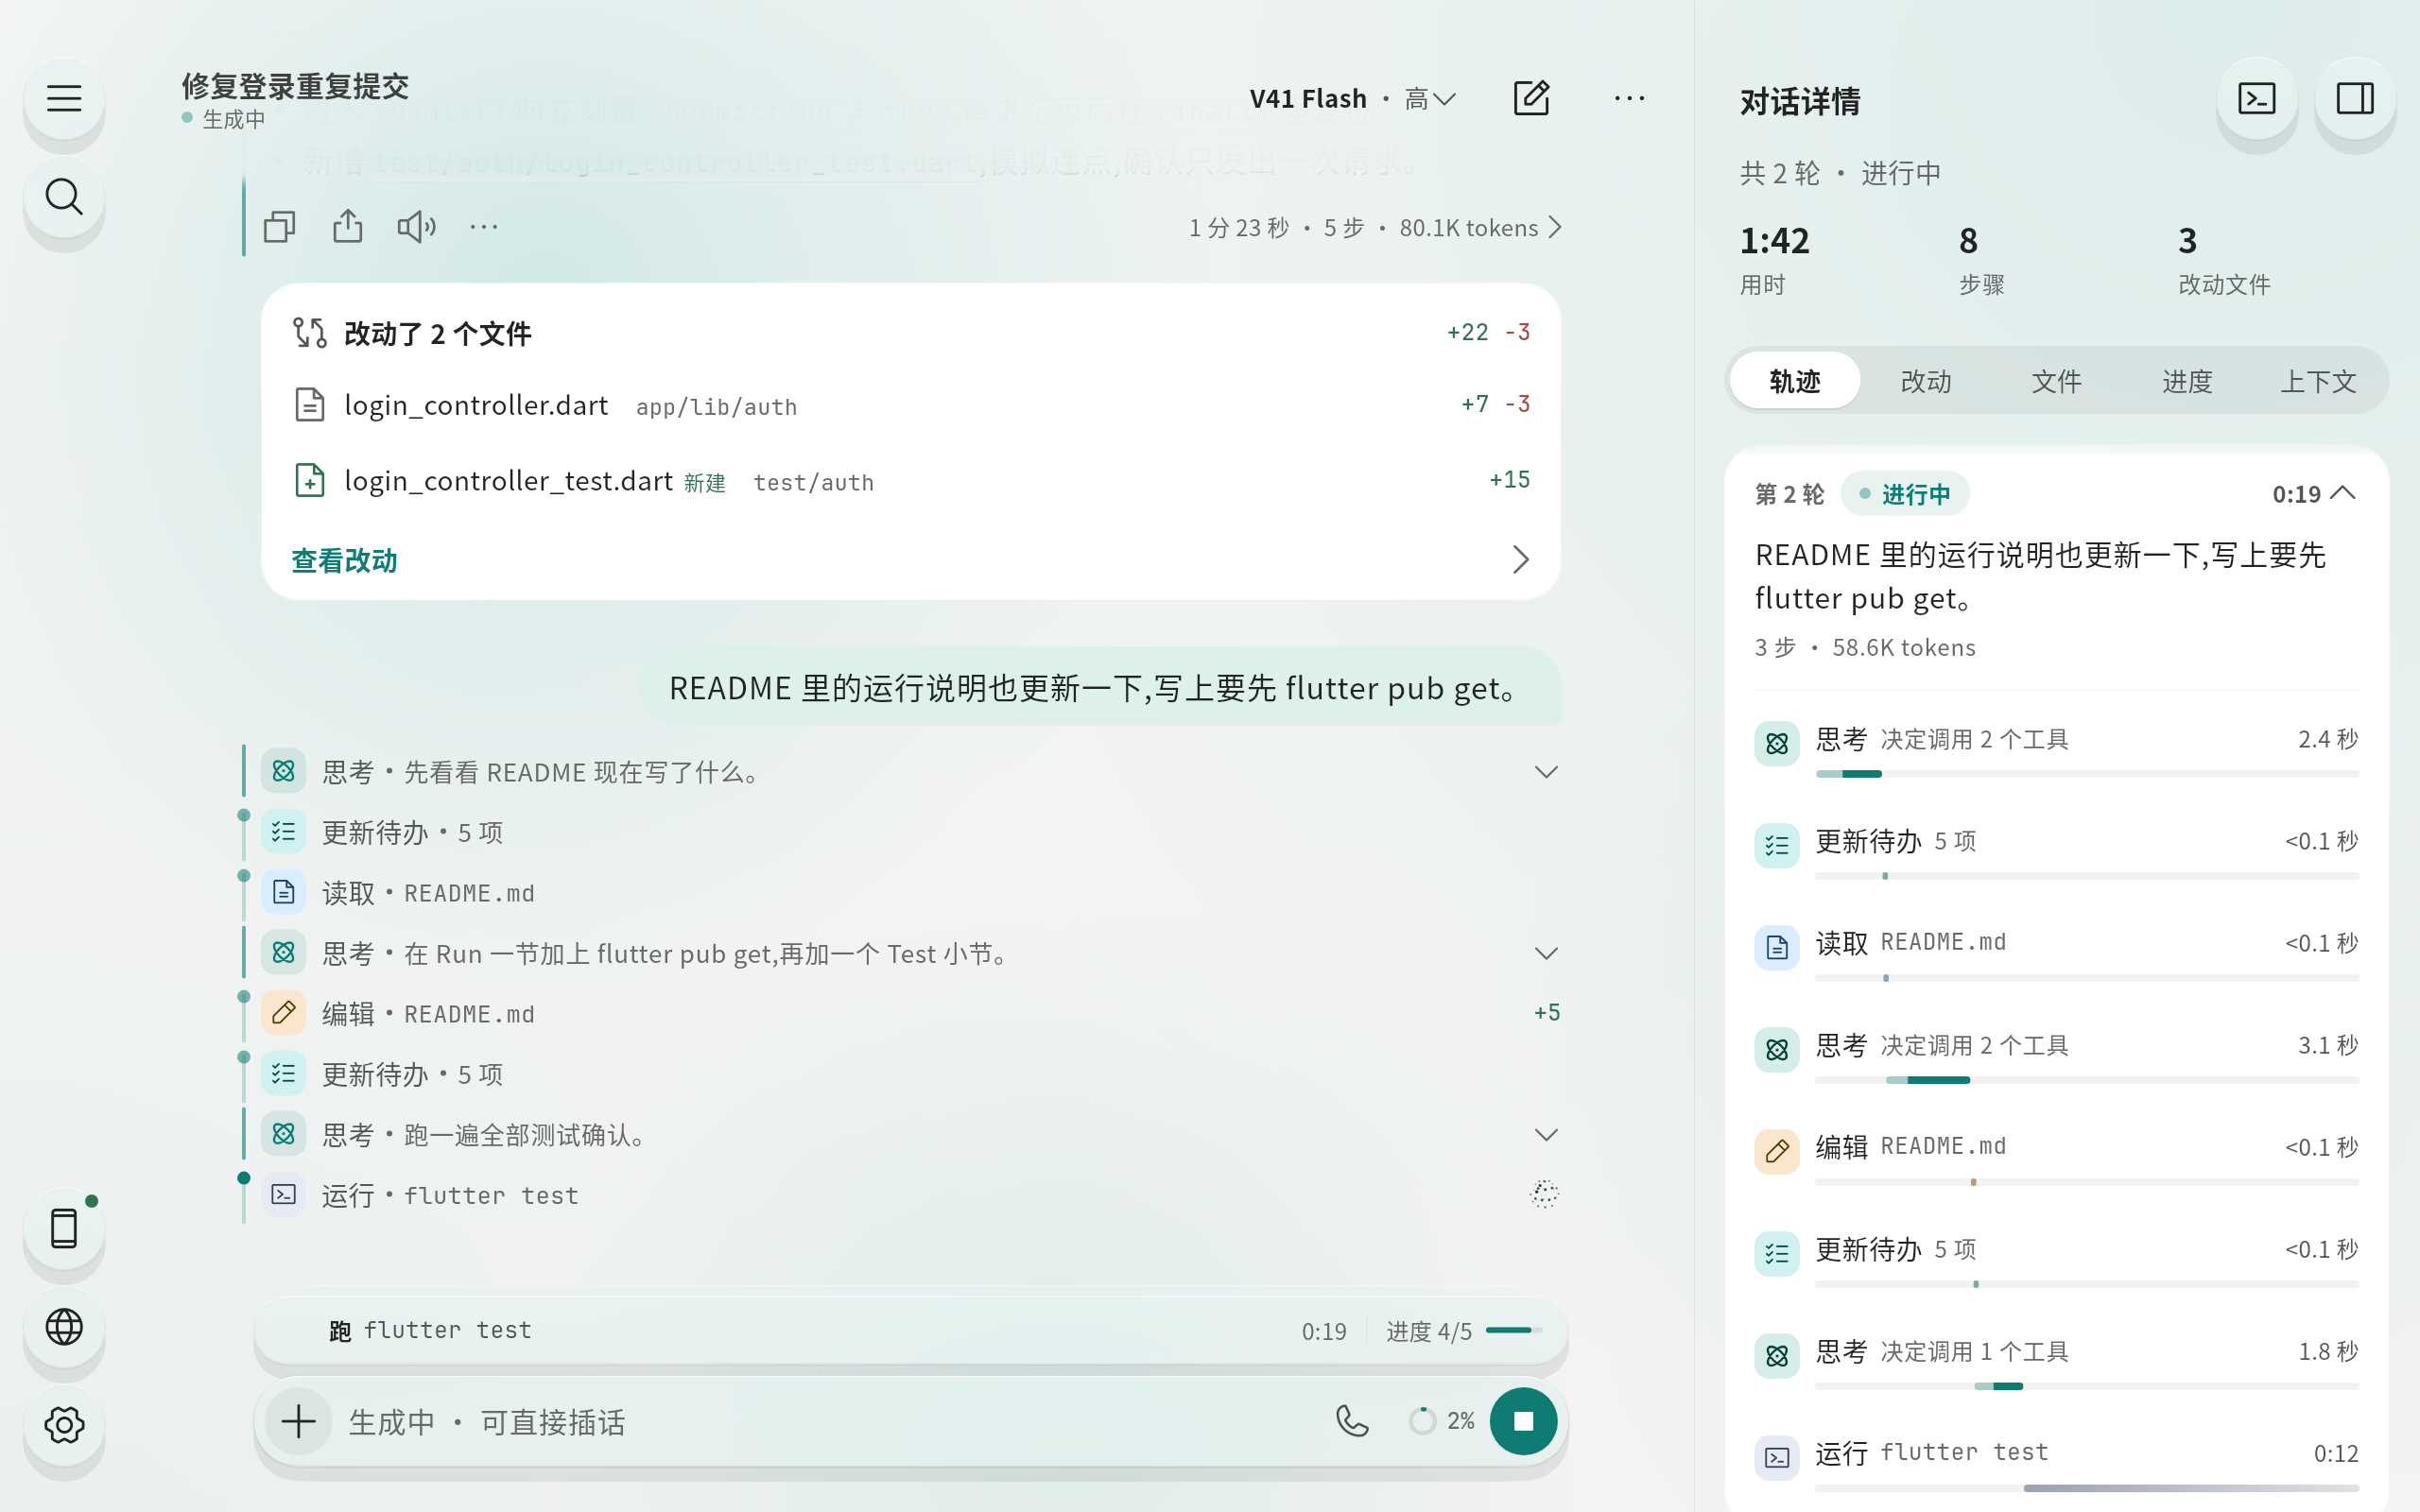 修复登录重复提交
生成中
V41 Flash · 高
新增 test/auth/login_controller_test.dart,模拟连点,确认只发出一次请求。
1 分 23 秒 · 5 步 · 80.1K tokens
改动了 2 个文件 +22 -3
login_controller.dart app/lib/auth +7 -3
login_controller_test.dart 新建 test/auth +15
查看改动
README 里的运行说明也更新一下,写上要先 flutter pub get。
思考 · 先看看 README 现在写了什么。
更新待办 · 5 项
读取 · README.md
思考 · 在 Run 一节加上 flutter pub get,再加一个 Test 小节。
编辑 · README.md +5
更新待办 · 5 项
思考 · 跑一遍全部测试确认。
运行 · flutter test
跑 flutter test 0:19 进度 4/5
生成中 · 可直接插话 2%
对话详情
共 2 轮 · 进行中
1:42 8 3
用时 步骤 改动文件
轨迹 改动 文件 进度 上下文
第 2 轮 进行中 0:19
README 里的运行说明也更新一下,写上要先
flutter pub get。
3 步 · 58.6K tokens
思考 决定调用 2 个工具 2.4 秒
更新待办 5 项 <0.1 秒
读取 README.md <0.1 秒
思考 决定调用 2 个工具 3.1 秒
编辑 README.md <0.1 秒
更新待办 5 项 <0.1 秒
思考 决定调用 1 个工具 1.8 秒
运行 flutter test 0:12